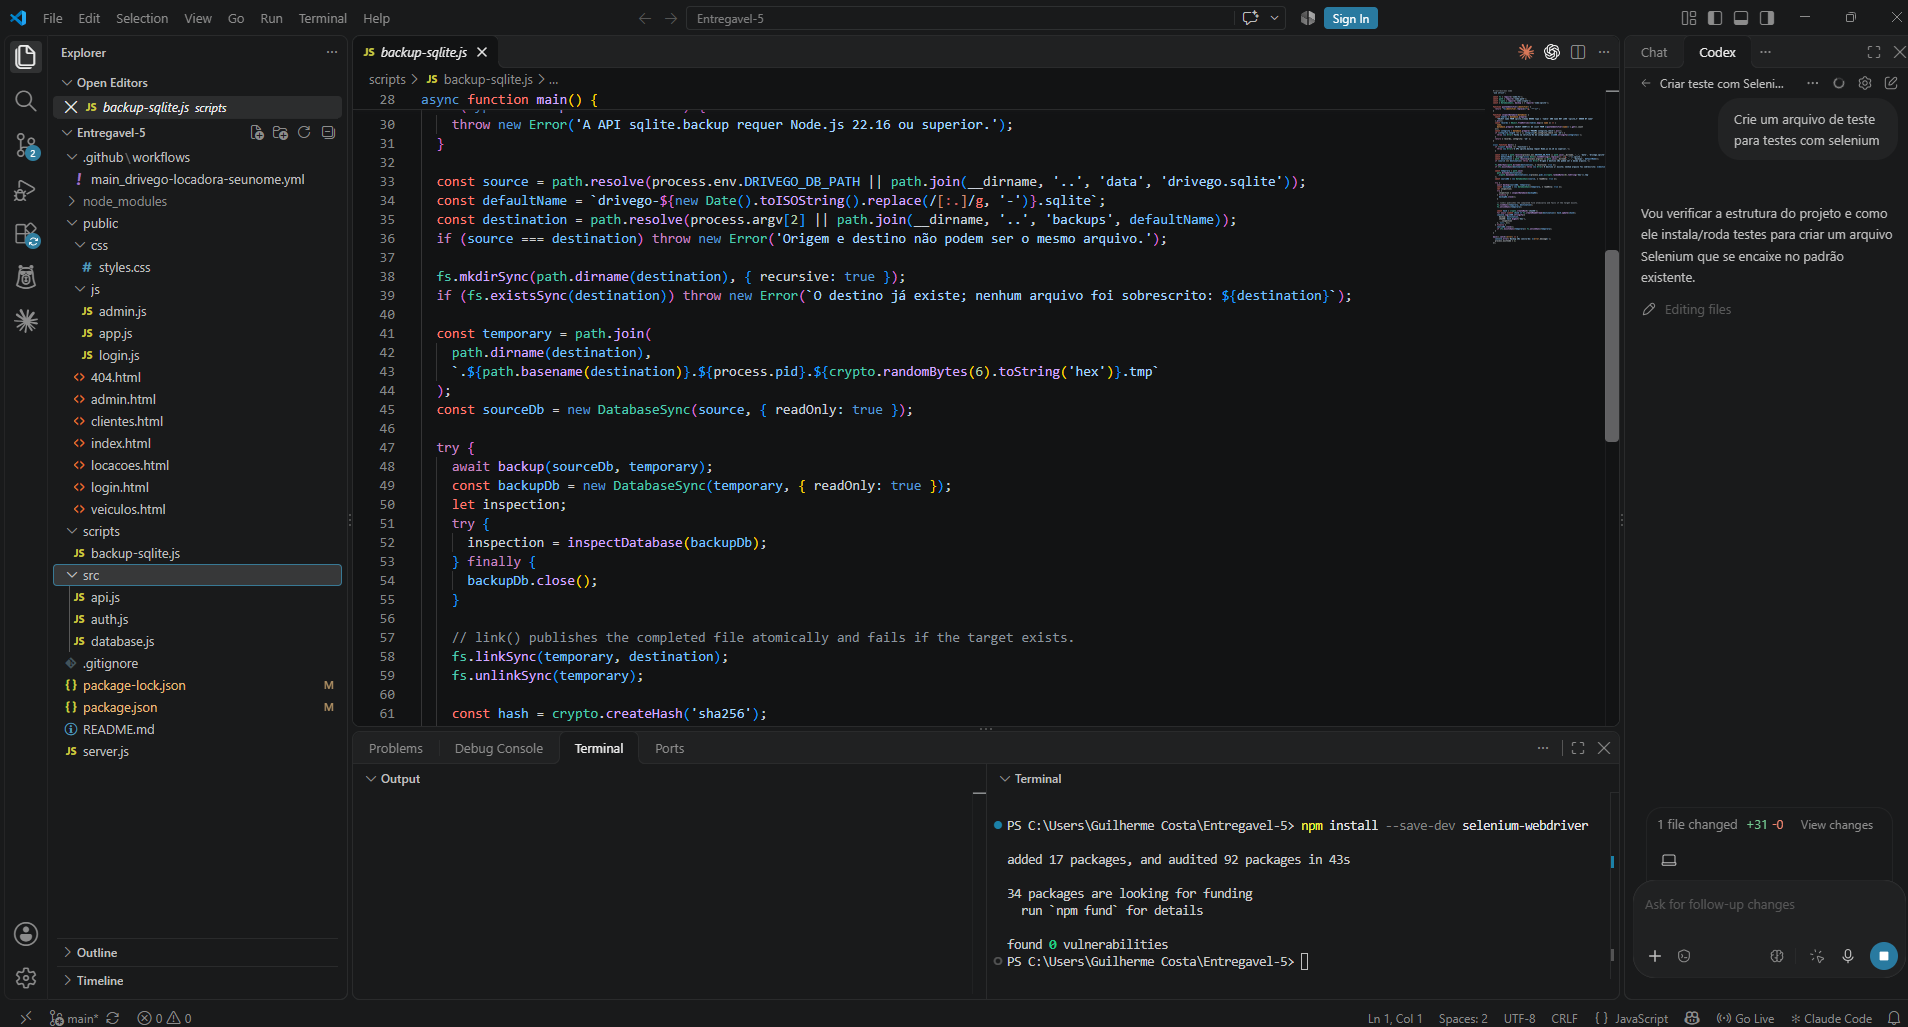 File Edit Selection View Go Run Terminal Help
Entregavel-5
Sign In
Explorer
Open Editors
JS backup-sqlite.js scripts
Entregavel-5
.github\workflows
! main_drivego-locadora-seunome.yml
node_modules
public
css
# styles.css
js
JS admin.js
JS app.js
JS login.js
<> 404.html
<> admin.html
<> clientes.html
<> index.html
<> locacoes.html
<> login.html
<> veiculos.html
scripts
JS backup-sqlite.js
src
JS api.js
JS auth.js
JS database.js
.gitignore
{} package-lock.json M
{} package.json M
README.md
JS server.js
Outline
Timeline
2
JS backup-sqlite.js
scripts > JS backup-sqlite.js > ...
28 async function main() {
30 throw new Error('A API sqlite.backup requer Node.js 22.16 ou superior.');
31 }
32
33 const source = path.resolve(process.env.DRIVEGO_DB_PATH || path.join(__dirname, '..', 'data', 'drivego.sqlite'));
34 const defaultName = `drivego-${new Date().toISOString().replace(/[:.]/g, '-')}.sqlite`;
35 const destination = path.resolve(process.argv[2] || path.join(__dirname, '..', 'backups', defaultName));
36 if (source === destination) throw new Error('Origem e destino não podem ser o mesmo arquivo.');
37
38 fs.mkdirSync(path.dirname(destination), { recursive: true });
39 if (fs.existsSync(destination)) throw new Error(`O destino já existe; nenhum arquivo foi sobrescrito: ${destination}`);
40
41 const temporary = path.join(
42 path.dirname(destination),
43 `.${path.basename(destination)}.${process.pid}.${crypto.randomBytes(6).toString('hex')}.tmp`
44 );
45 const sourceDb = new DatabaseSync(source, { readOnly: true });
46
47 try {
48 await backup(sourceDb, temporary);
49 const backupDb = new DatabaseSync(temporary, { readOnly: true });
50 let inspection;
51 try {
52 inspection = inspectDatabase(backupDb);
53 } finally {
54 backupDb.close();
55 }
56
57 // link() publishes the completed file atomically and fails if the target exists.
58 fs.linkSync(temporary, destination);
59 fs.unlinkSync(temporary);
60
61 const hash = crypto.createHash('sha256');
Problems Debug Console Terminal Ports
Output
Terminal
PS C:\Users\Guilherme Costa\Entregavel-5> npm install --save-dev selenium-webdriver
added 17 packages, and audited 92 packages in 43s
34 packages are looking for funding
run `npm fund` for details
found 0 vulnerabilities
PS C:\Users\Guilherme Costa\Entregavel-5>
Chat Codex
Criar teste com Seleni...
Crie um arquivo de teste
para testes com selenium
Vou verificar a estrutura do projeto e como
ele instala/roda testes para criar um arquivo
Selenium que se encaixe no padrão
existente.
Editing files
1 file changed +31 -0 View changes
Ask for follow-up changes
main* 0 0
Ln 1, Col 1 Spaces: 2 UTF-8 CRLF {} JavaScript Go Live Claude Code